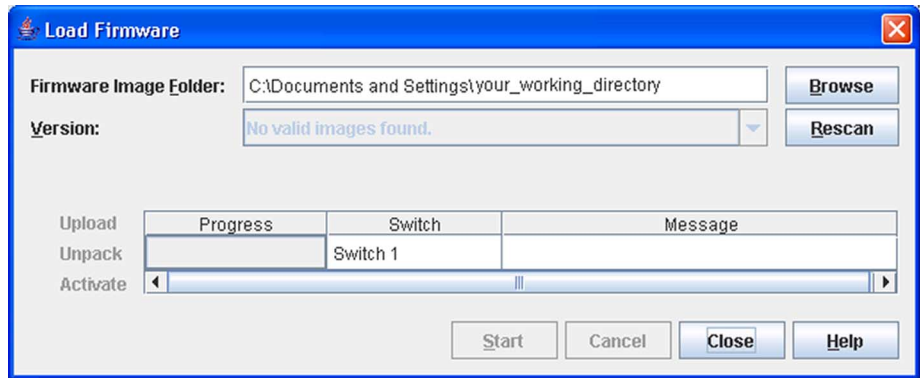 Load Firmware
Firmware Image Folder: C:\Documents and Settings\your_working_directory Browse
Version: No valid images found. Rescan
Upload Progress Switch Message
Unpack Switch 1
Activate
Start Cancel Close Help